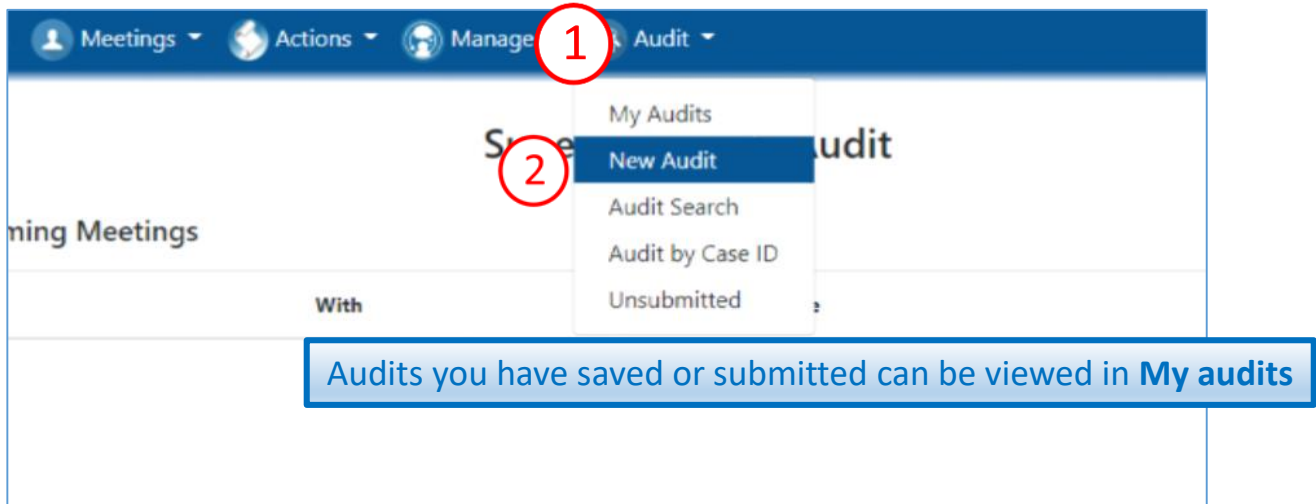 Meetings Actions Manage 1 Audit
My Audits
2 New Audit udit
Audit Search
ming Meetings
Audit by Case ID
With Unsubmitted
Audits you have saved or submitted can be viewed in My audits